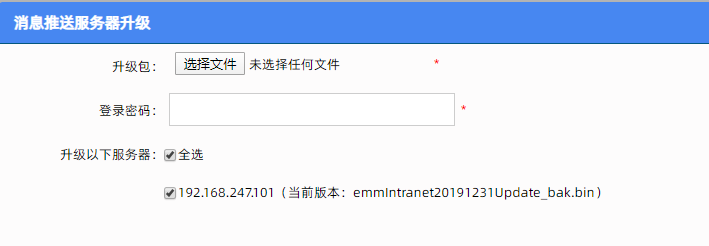 消息推送服务器升级
升级包： 选择文件 未选择任何文件 *
登录密码： *
升级以下服务器： 全选
192.168.247.101（当前版本：emmIntranet20191231Update_bak.bin）